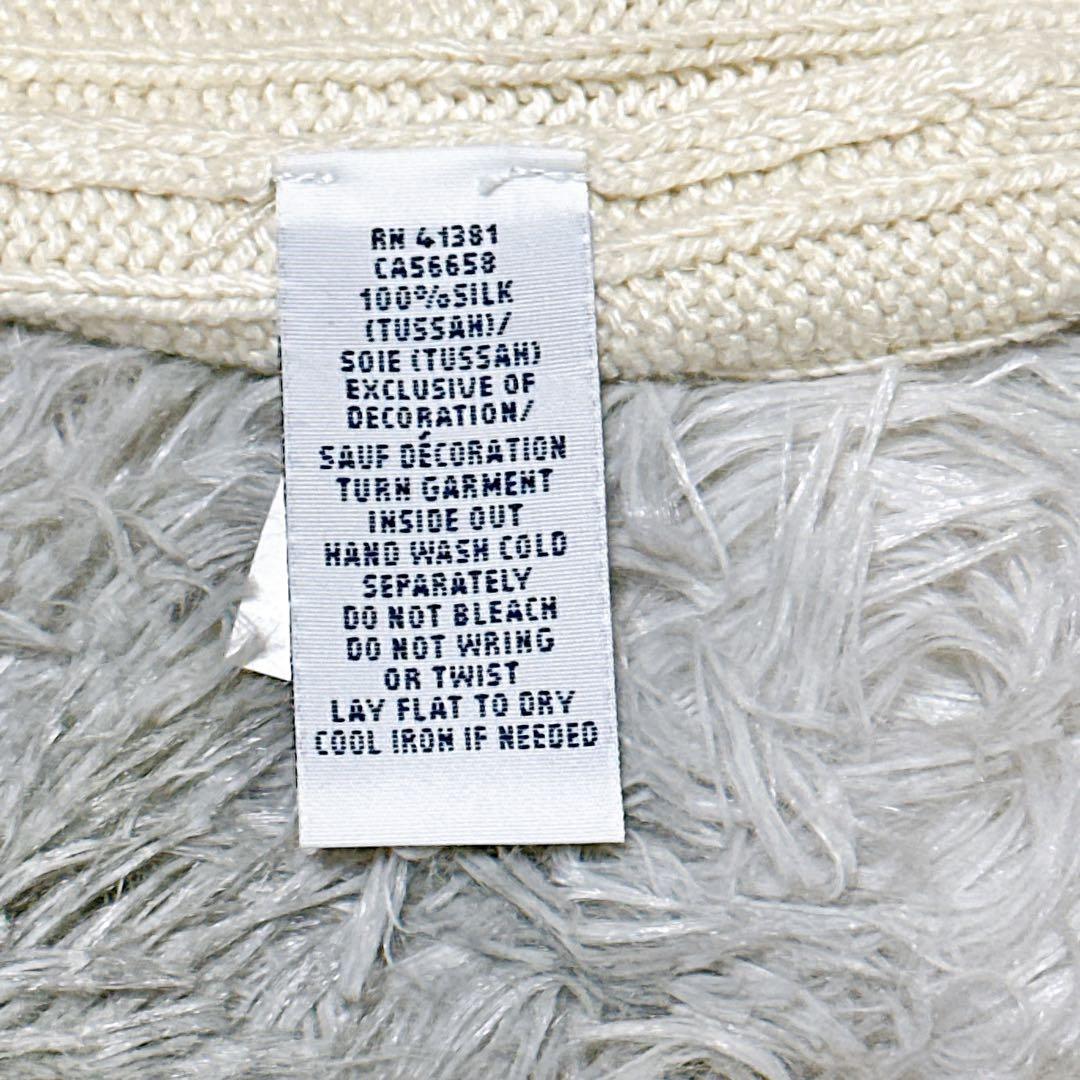 RN 41381
CA56658
100%SILK
(TUSSAH)/
SOIE (TUSSAH)
EXCLUSIVE OF
DECORATION/
SAUF DÉCORATION
TURN GARMENT
INSIDE OUT
HAND WASH COLD
SEPARATELY
DO NOT BLEACH
DO NOT WRING
OR TWIST
LAY FLAT TO DRY
COOL IRON IF NEEDED